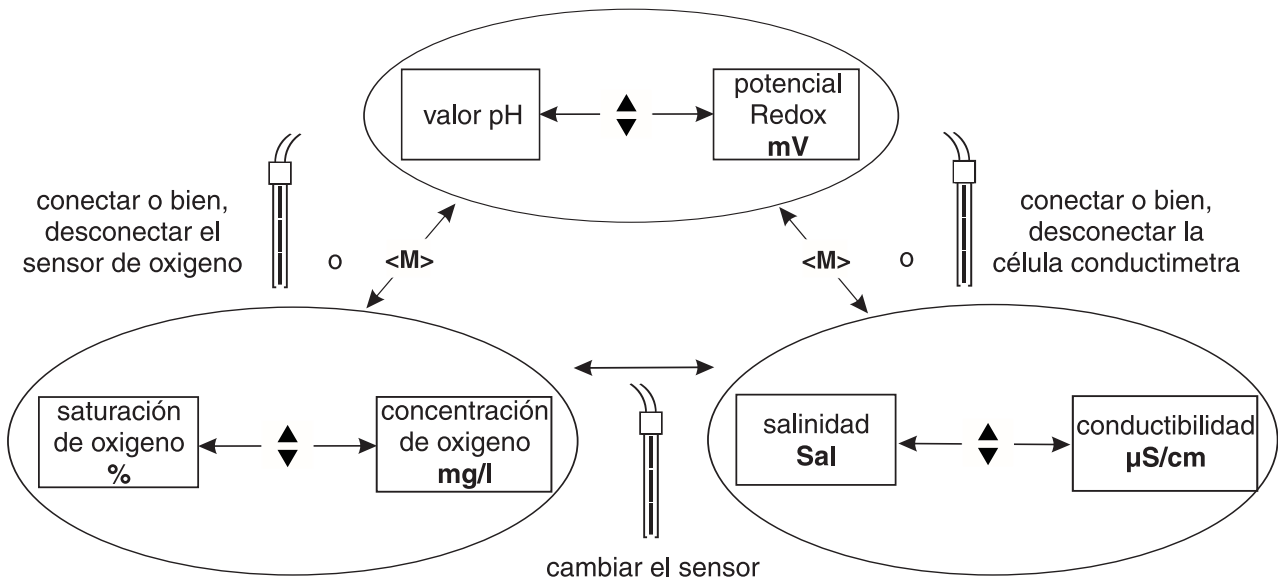 valor pH
potencial
Redox
mV
conectar o bien,
desconectar el
sensor de oxigeno
o
<M>
<M>
o
conectar o bien,
desconectar la
célula conductimetra
saturación
de oxigeno
%
concentración
de oxigeno
mg/l
salinidad
Sal
conductibilidad
µS/cm
cambiar el sensor